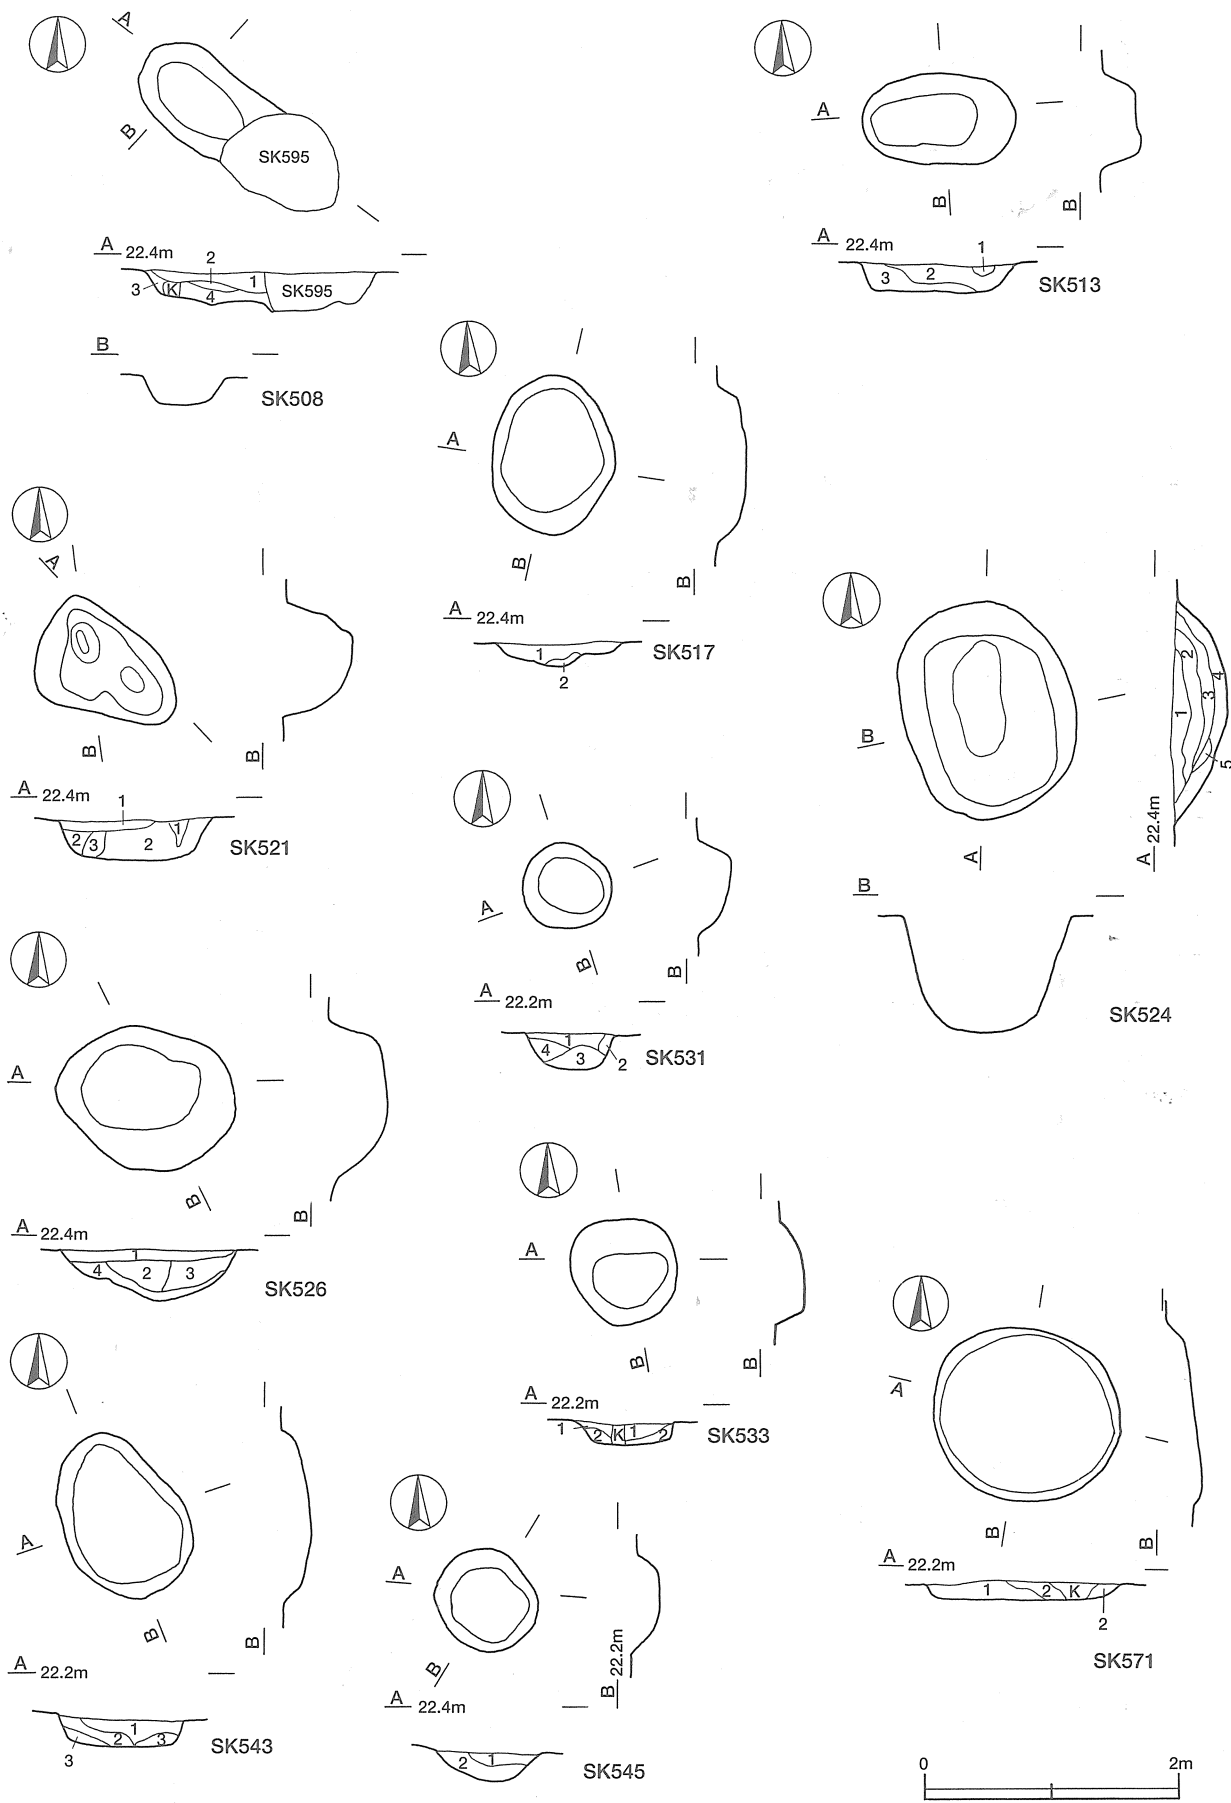 A
B
SK595
A 22.4m
2
3 K 4 1 SK595
B
SK508
A
B
B
A 22.4m
1
3 2
SK513
A
B
B
A 22.4m
1
2
SK517
A
B
B
A 22.4m
1
2 3 2 1
SK521
B
A
1 2 3 4 5
A 22.4m
B
SK524
A
B
B
A 22.2m
1
4 3 2
SK531
A
B
B
A 22.4m
1
4 2 3
SK526
A
B
B
A 22.2m
1 2 K 1 2
SK533
A
B
B
A 22.2m
1 2 K
2
SK571
A
B
B
A 22.2m
1
2 3
3
SK543
A
B
B 22.2m
A 22.4m
2 1
SK545
0 2m